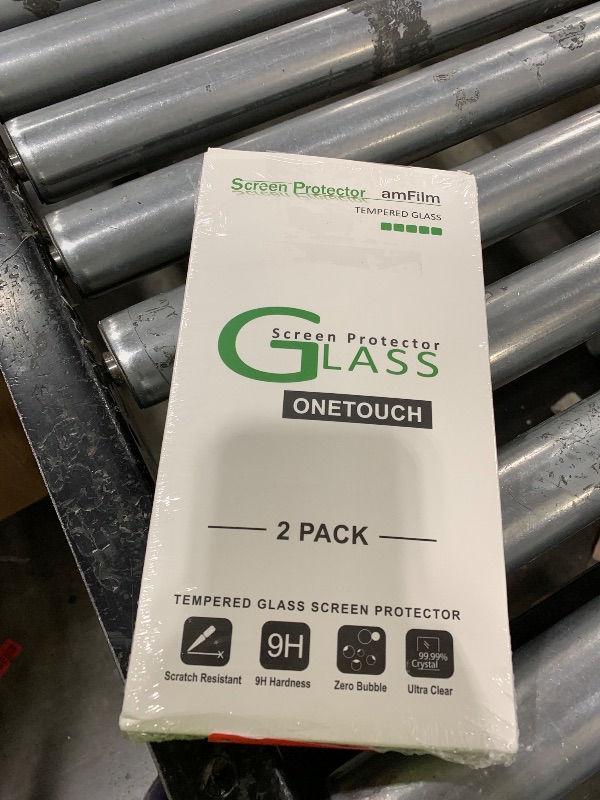 Screen Protector amFilm
TEMPERED GLASS
Screen Protector
GLASS
ONETOUCH
2 PACK
TEMPERED GLASS SCREEN PROTECTOR
9H
99.99%
Crystal
Scratch Resistant
9H Hardness
Zero Bubble
Ultra Clear